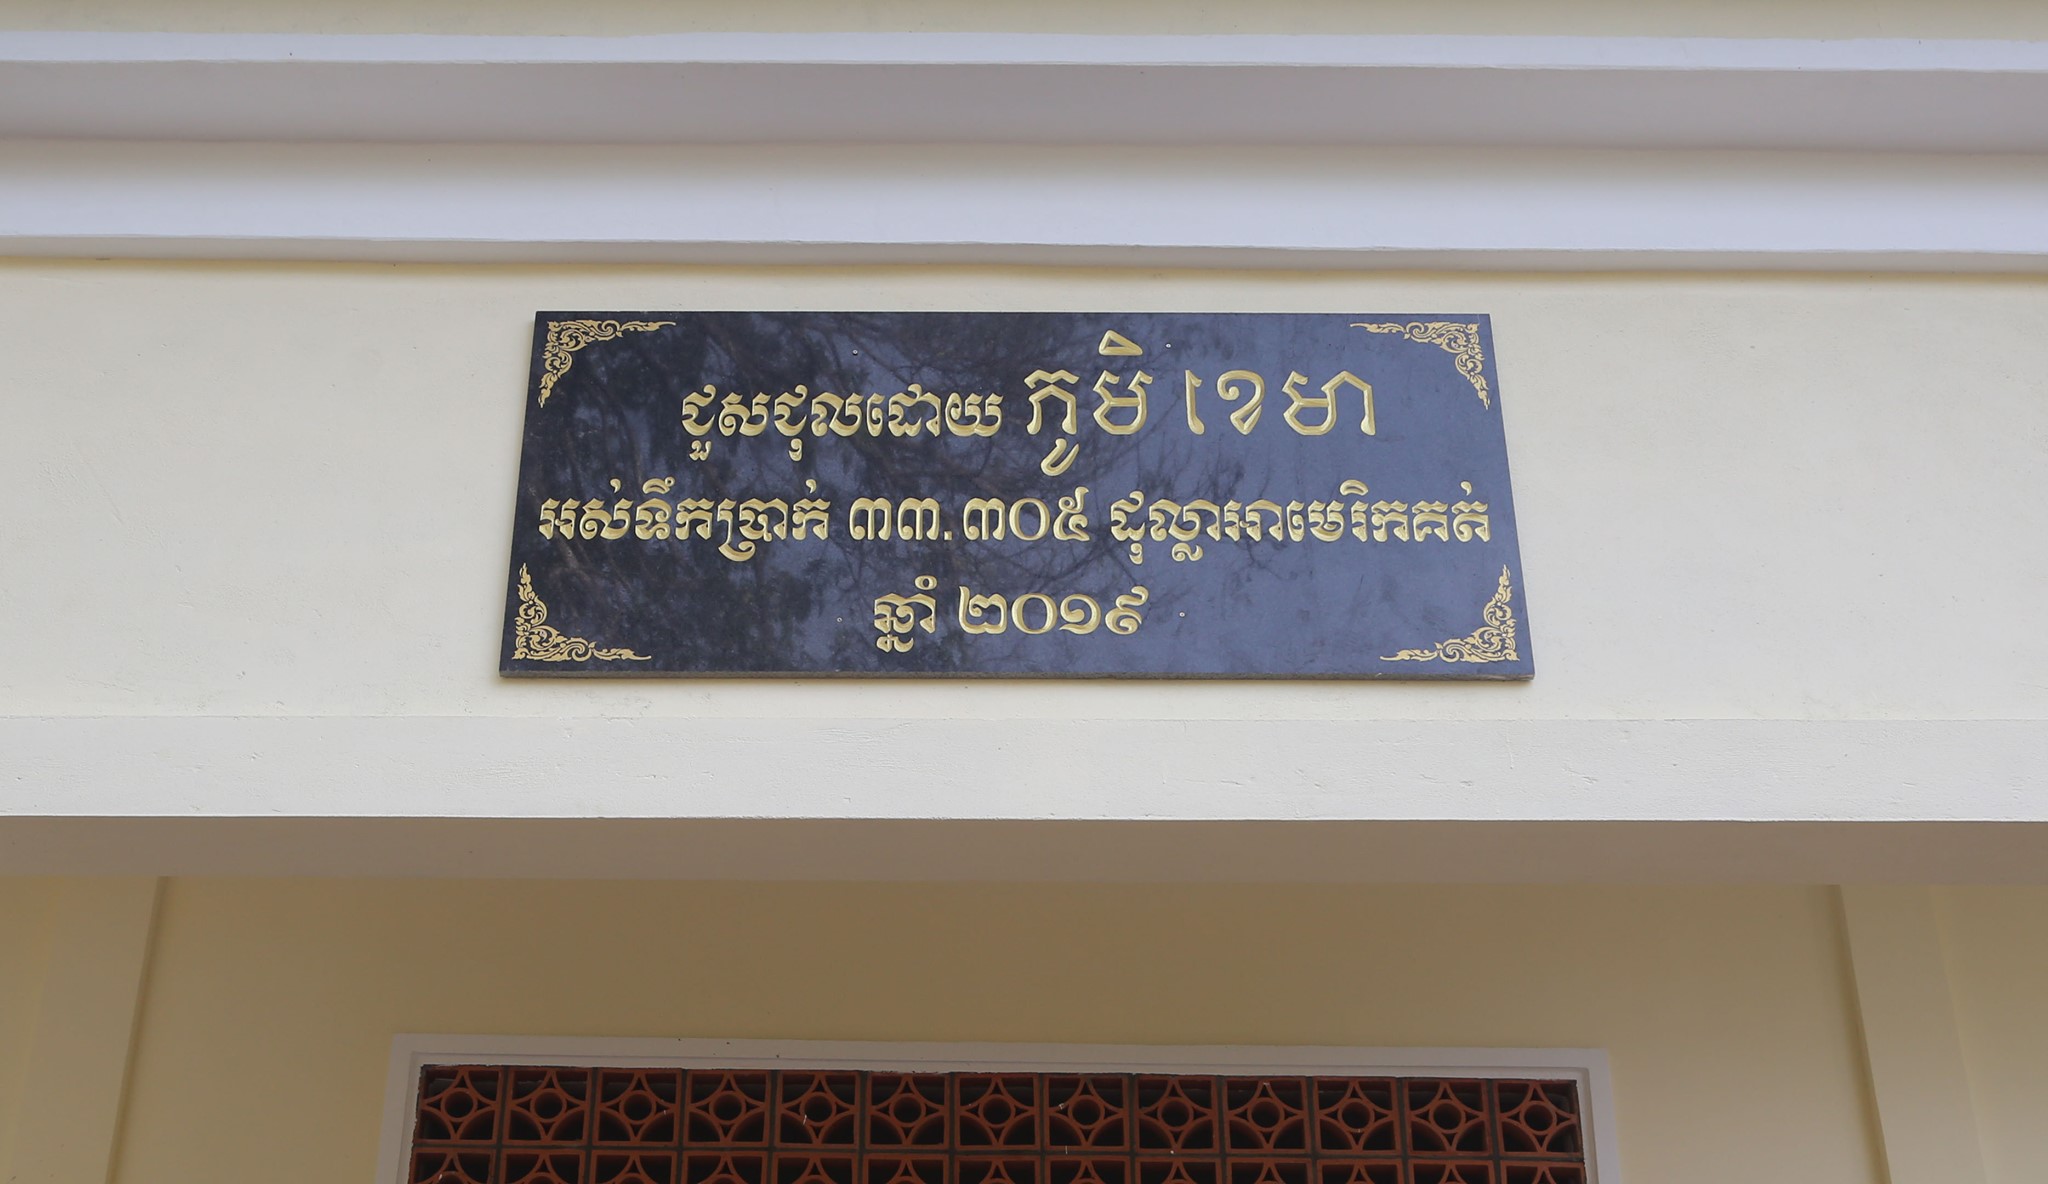 ជួសជុលដោយ ភូមិ ខេមា
អស់ទឹកប្រាក់ ៣៣.៣០៥ ដុល្លាអាមេរិកគត់
ឆ្នាំ ២០១៩